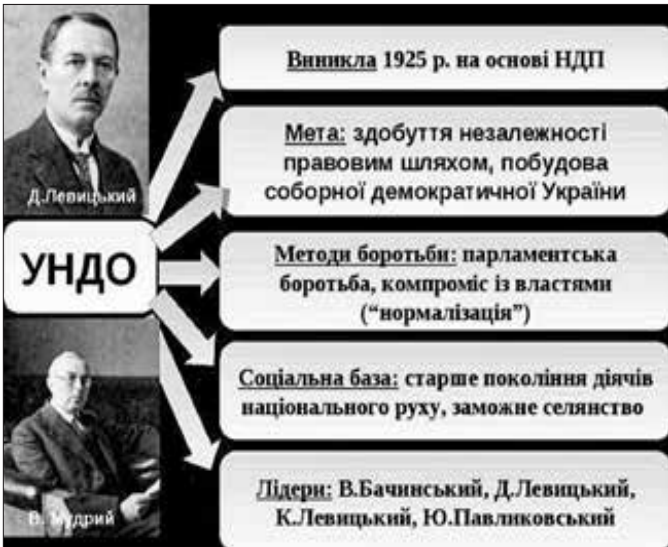 Д.Левицький
УНДО
В. Мудрий
Виникла 1925 р. на основі НДП
Мета: здобуття незалежності
правовим шляхом, побудова
соборної демократичної України
Методи боротьби: парламентська
боротьба, компроміс із властями
(“нормалізація”)
Соціальна база: старше покоління діячів
національного руху, заможне селянство
Лідери: В.Бачинський, Д.Левицький,
К.Левицький, Ю.Павликовський